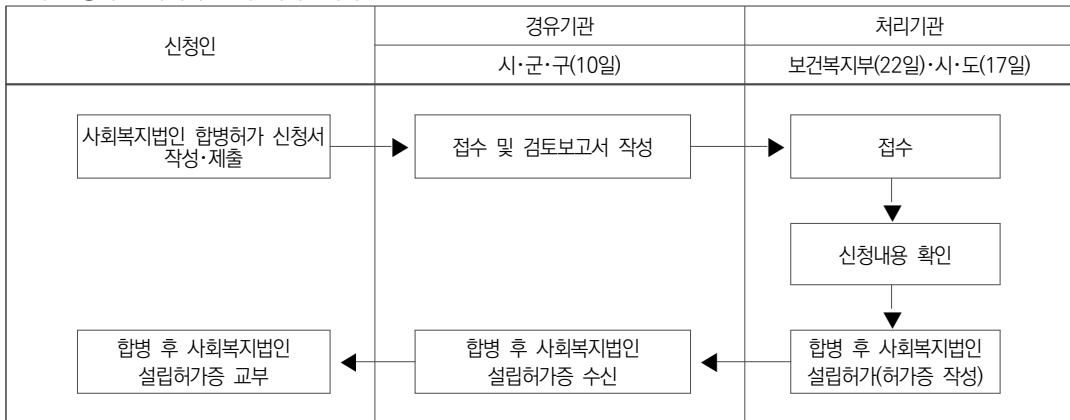 신청인
경유기관
처리기관
시·군·구(10일)
보건복지부(22일)·시·도(17일)
사회복지법인 합병허가 신청서
작성·제출
접수 및 검토보고서 작성
접수
신청내용 확인
합병 후 사회복지법인
설립허가증 교부
합병 후 사회복지법인
설립허가증 수신
합병 후 사회복지법인
설립허가(허가증 작성)